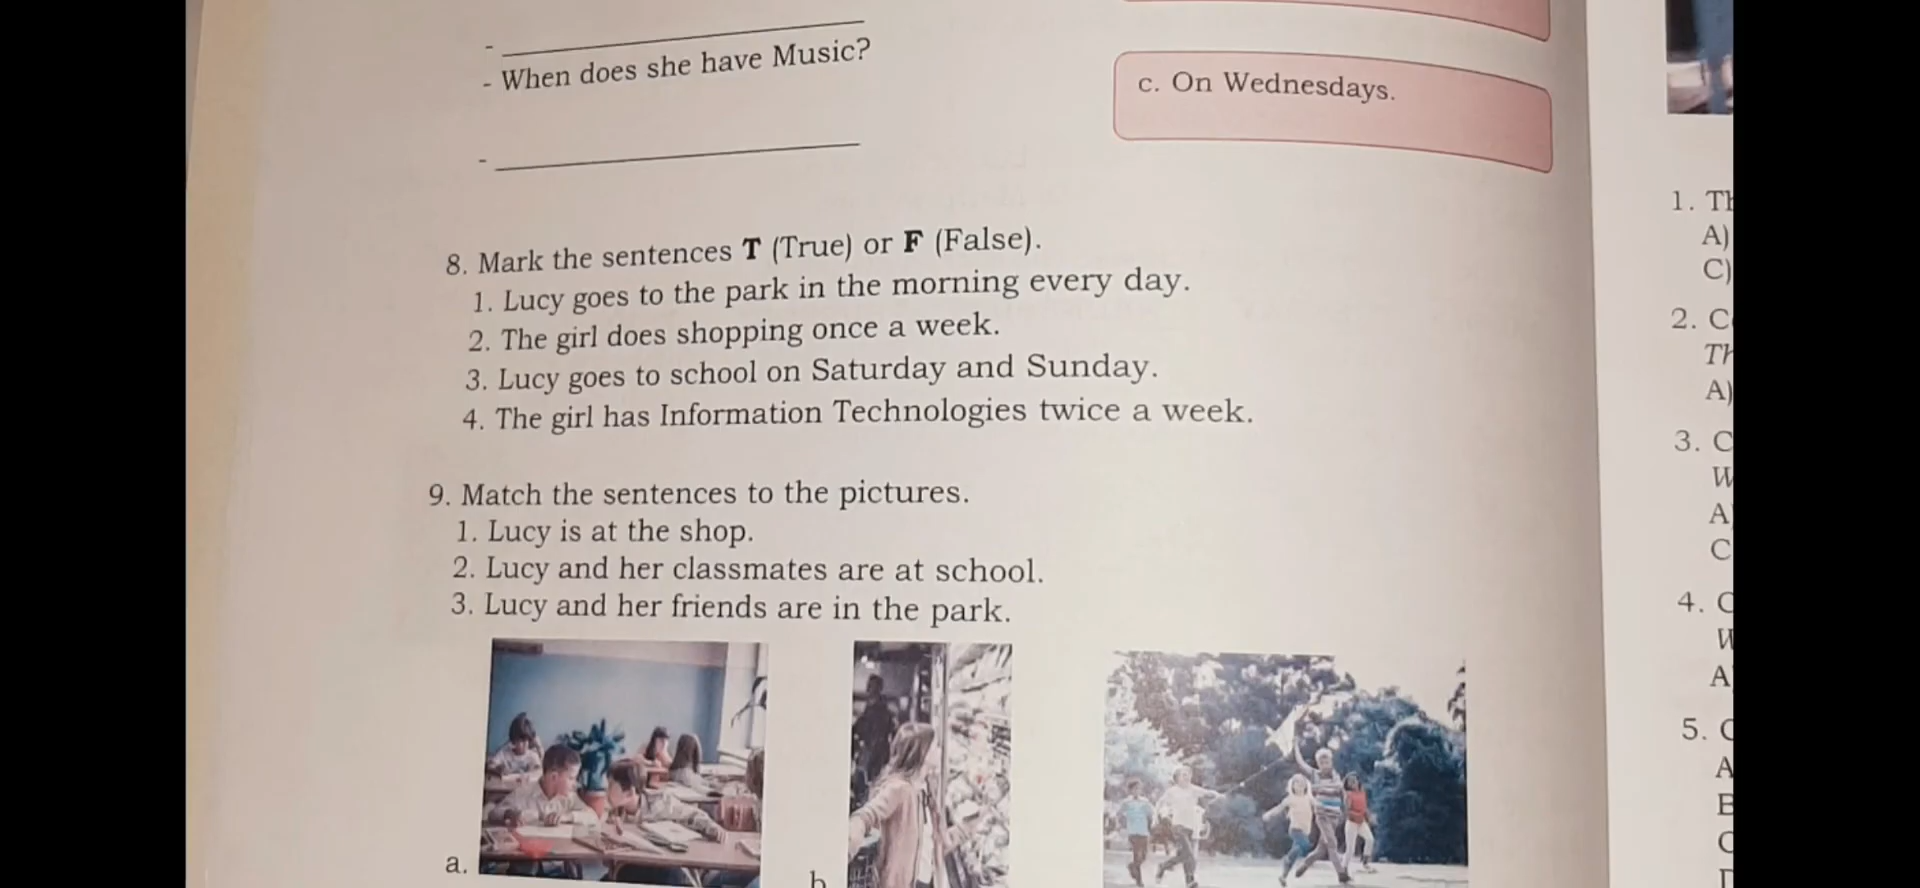 -
- When does she have Music?
-
c. On Wednesdays.
8. Mark the sentences T (True) or F (False).
1. Lucy goes to the park in the morning every day.
2. The girl does shopping once a week.
3. Lucy goes to school on Saturday and Sunday.
4. The girl has Information Technologies twice a week.
9. Match the sentences to the pictures.
1. Lucy is at the shop.
2. Lucy and her classmates are at school.
3. Lucy and her friends are in the park.
a.
1.
A)
C)
2.
A)
3.
A
C
4.
A
5.
A